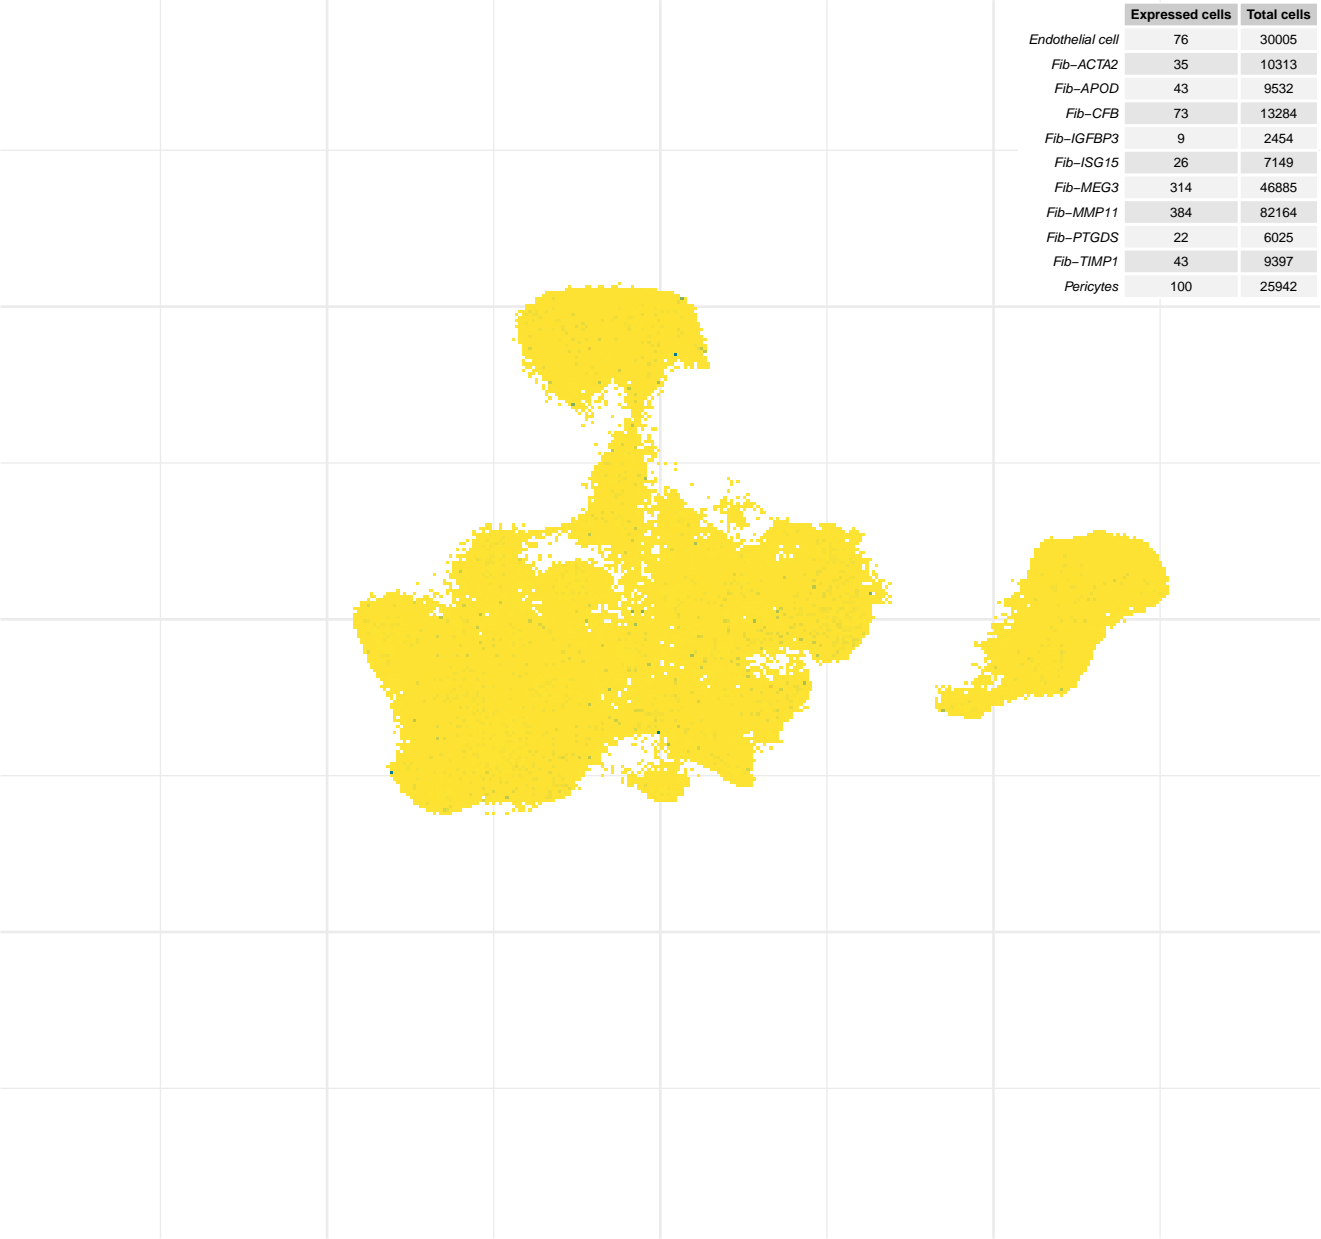 Expressed cells Total cells
Endothelial cell 76 30005
Fib−ACTA2 35 10313
Fib−APOD 43 9532
Fib−CFB 73 13284
Fib−IGFBP3 9 2454
Fib−ISG15 26 7149
Fib−MEG3 314 46885
Fib−MMP11 384 82164
Fib−PTGDS 22 6025
Fib−TIMP1 43 9397
Pericytes 100 25942